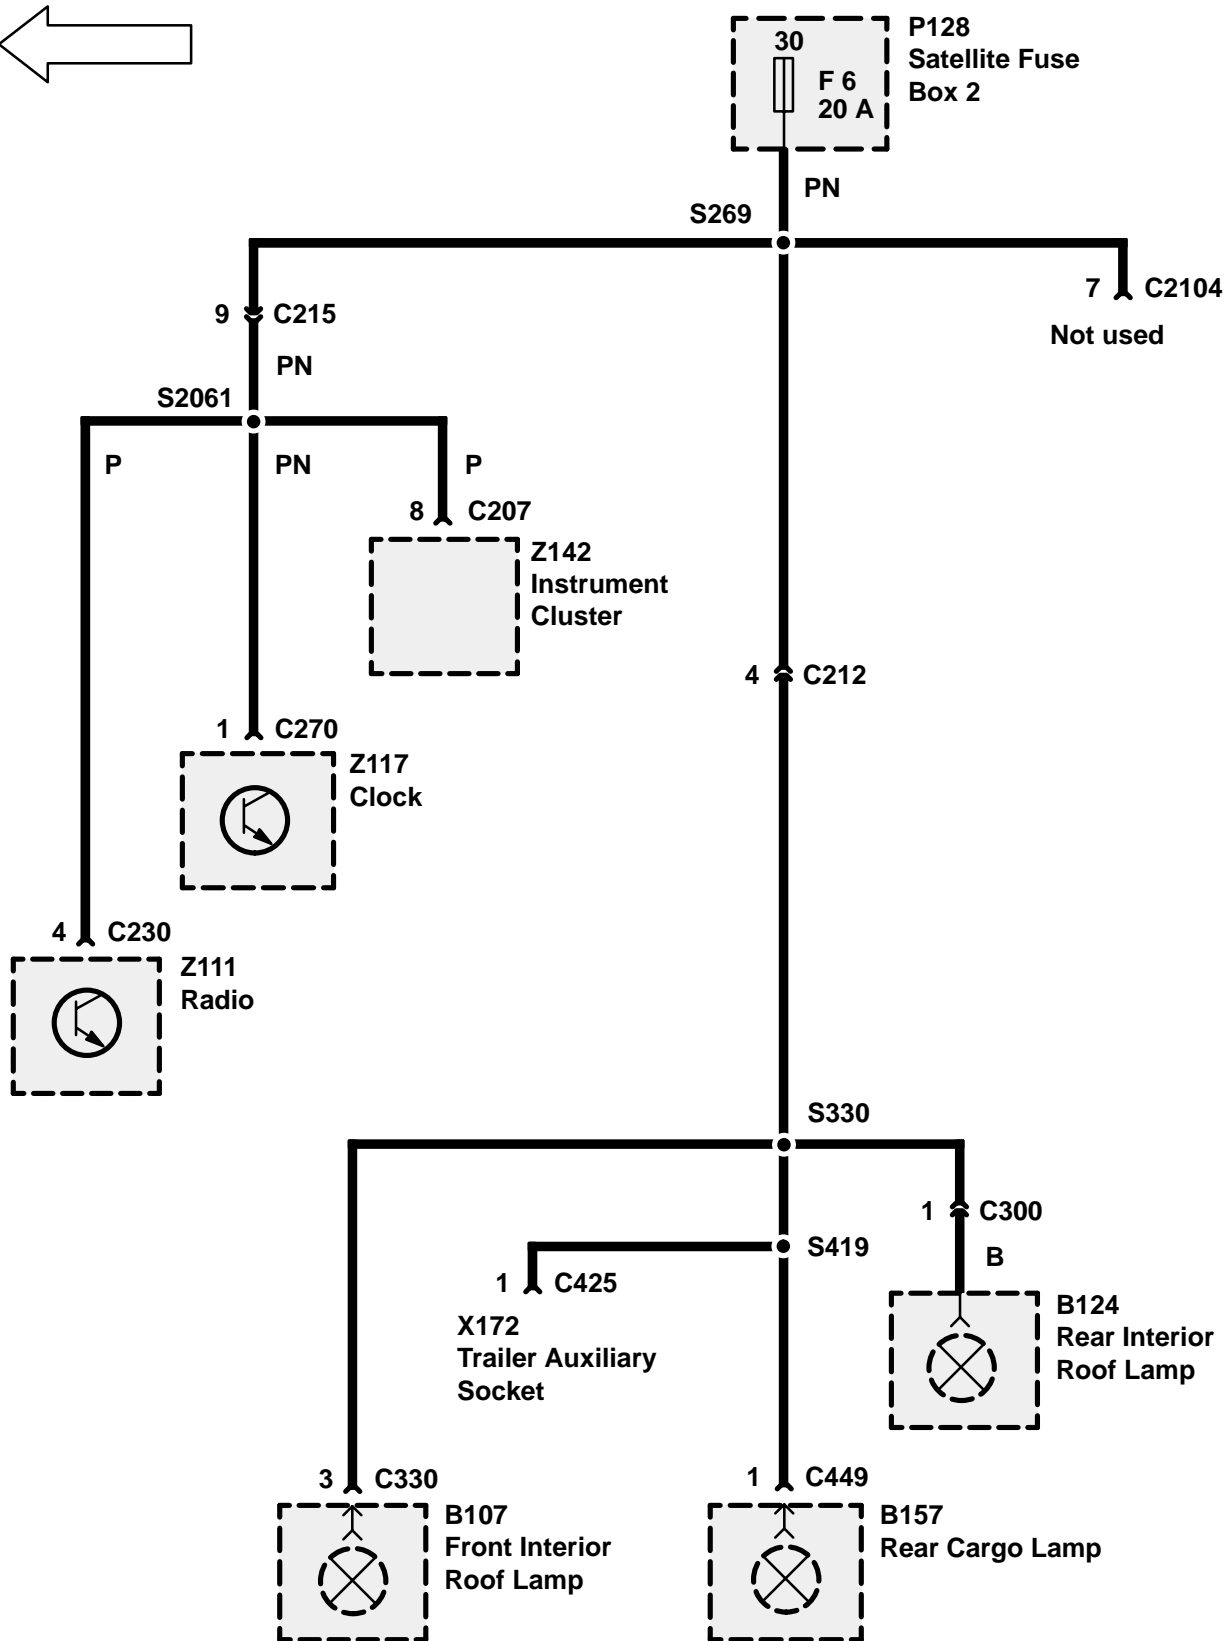 30
F 6
20 A
P128
Satellite Fuse
Box 2
PN
S269
9 C215
7 C2104
Not used
PN
S2061
P
PN
P
8 C207
Z142
Instrument
Cluster
4 C212
1 C270
Z117
Clock
4 C230
Z111
Radio
S330
1 C300
S419
B
1 C425
X172
Trailer Auxiliary
Socket
B124
Rear Interior
Roof Lamp
3 C330
1 C449
B107
Front Interior
Roof Lamp
B157
Rear Cargo Lamp